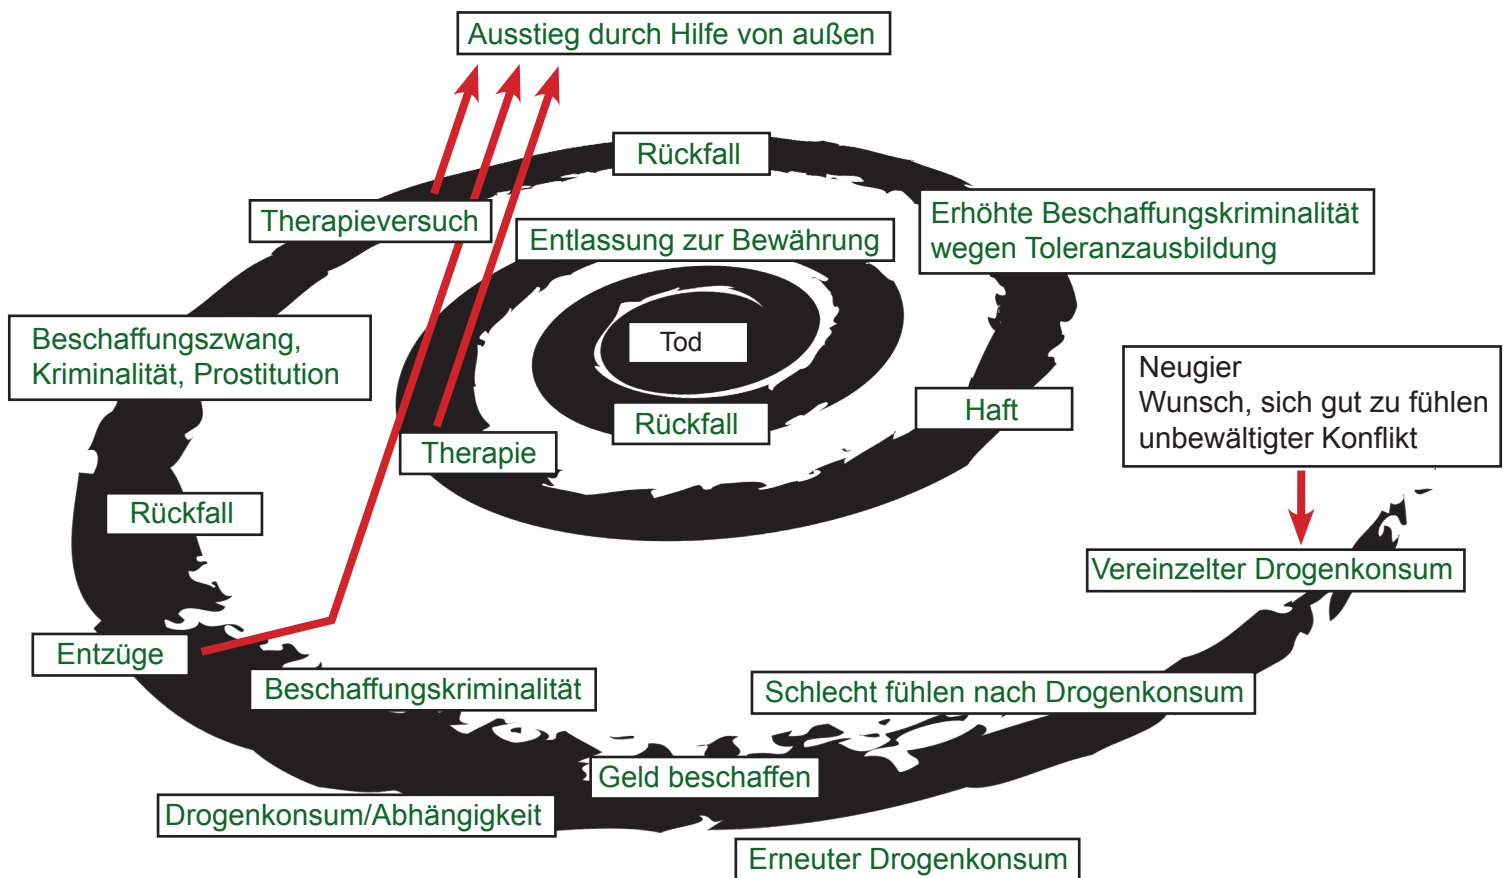 Ausstieg durch Hilfe von außen
Rückfall
Therapieversuch
Entlassung zur Bewährung
Erhöhte Beschaffungskriminalität
wegen Toleranzausbildung
Beschaffungszwang,
Kriminalität, Prostitution
Tod
Neugier
Wunsch, sich gut zu fühlen
unbewältigter Konflikt
Haft
Rückfall
Therapie
Rückfall
Vereinzelter Drogenkonsum
Entzüge
Beschaffungskriminalität
Schlecht fühlen nach Drogenkonsum
Geld beschaffen
Drogenkonsum/Abhängigkeit
Erneuter Drogenkonsum